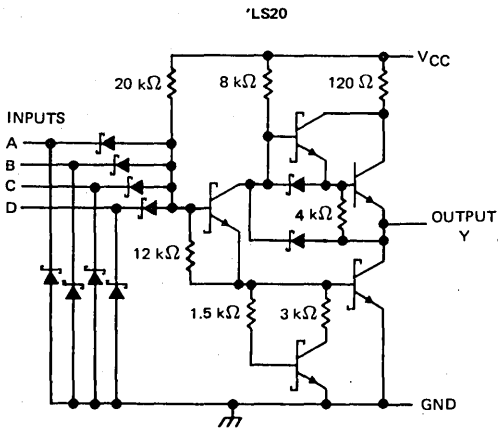 'LS20
VCC
20 kΩ
8 kΩ
120 Ω
INPUTS
A
B
C
D
4 kΩ
OUTPUT
Y
12 kΩ
1.5 kΩ
3 kΩ
GND